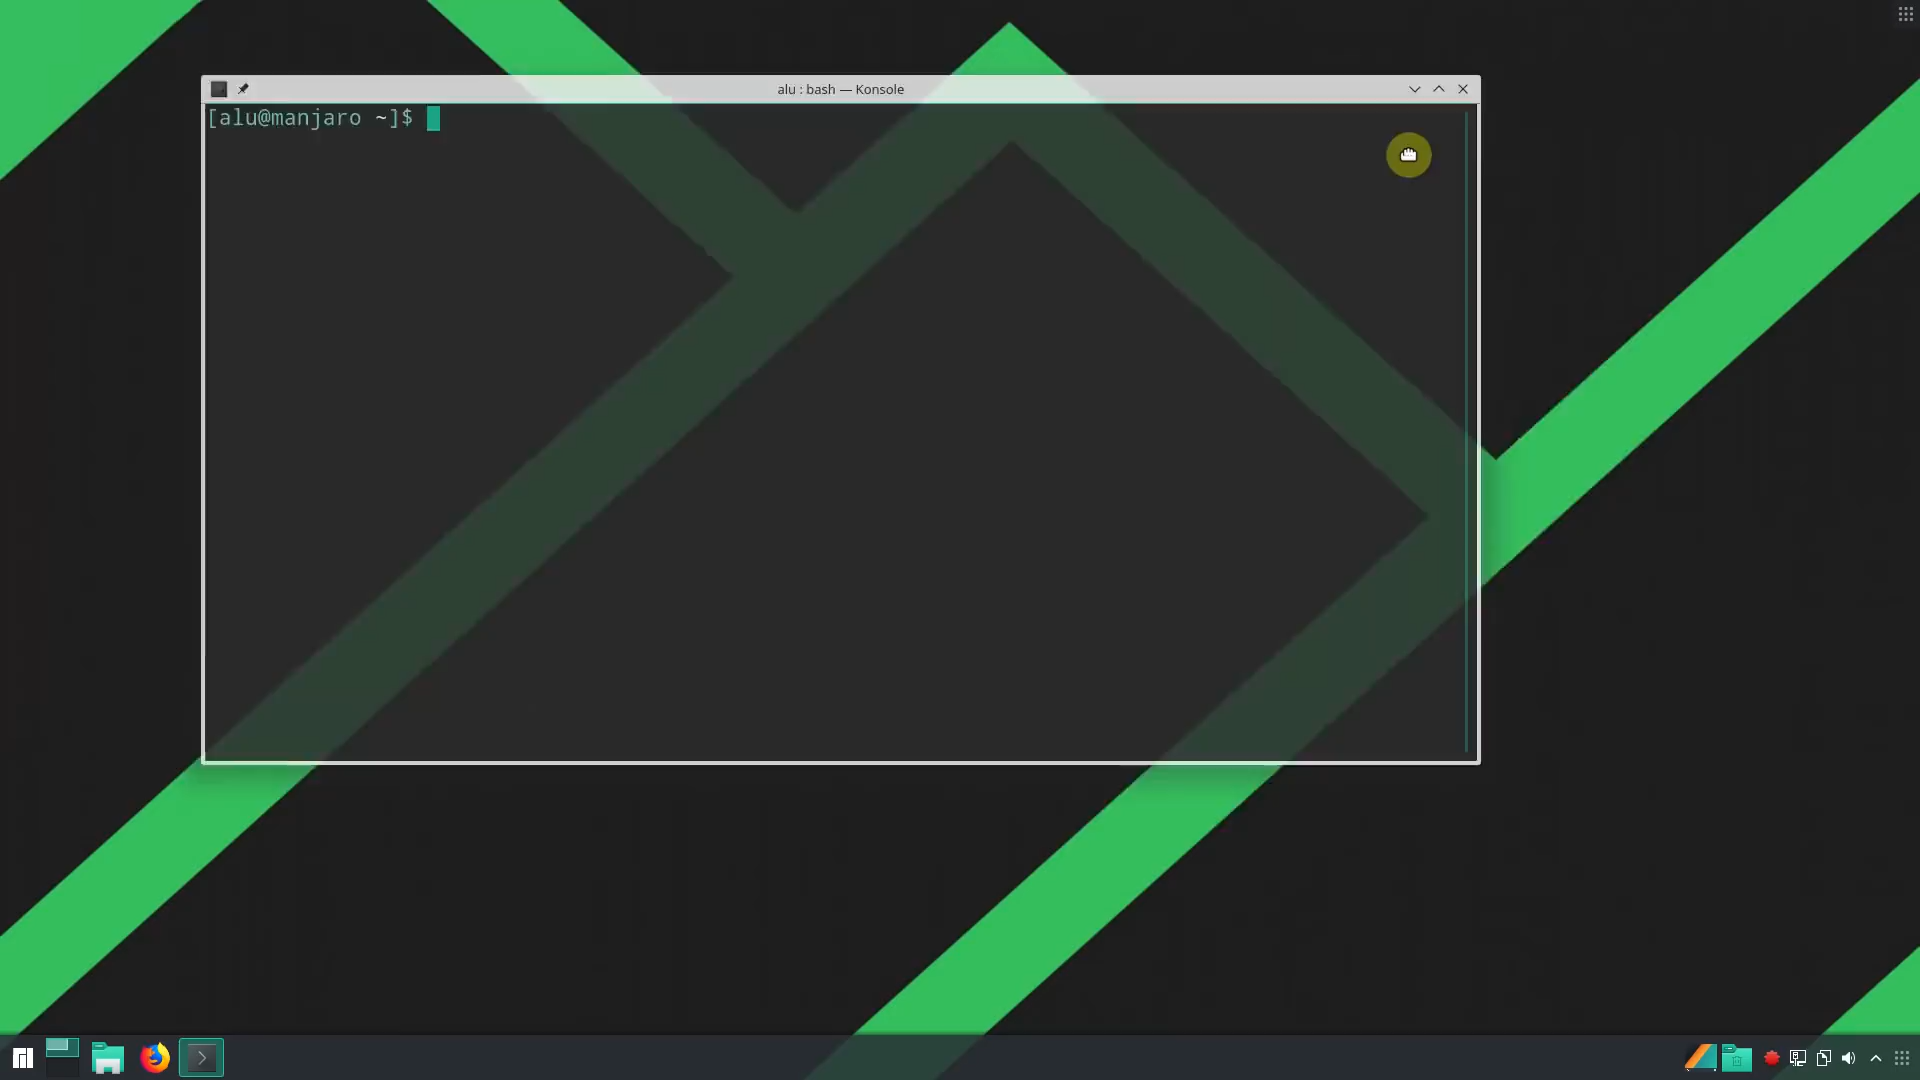 alu : bash — Konsole
[alu@manjaro ~]$